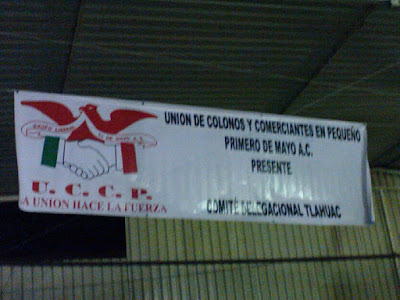 UNION DE COLONOS Y COMERCIANTES EN PEQUEÑO
PRIMERO DE MAYO A.C.
PRESENTE
COMITÉ DELEGACIONAL TLAHUAC
U. C. C. P.
A UNION HACE LA FUERZA